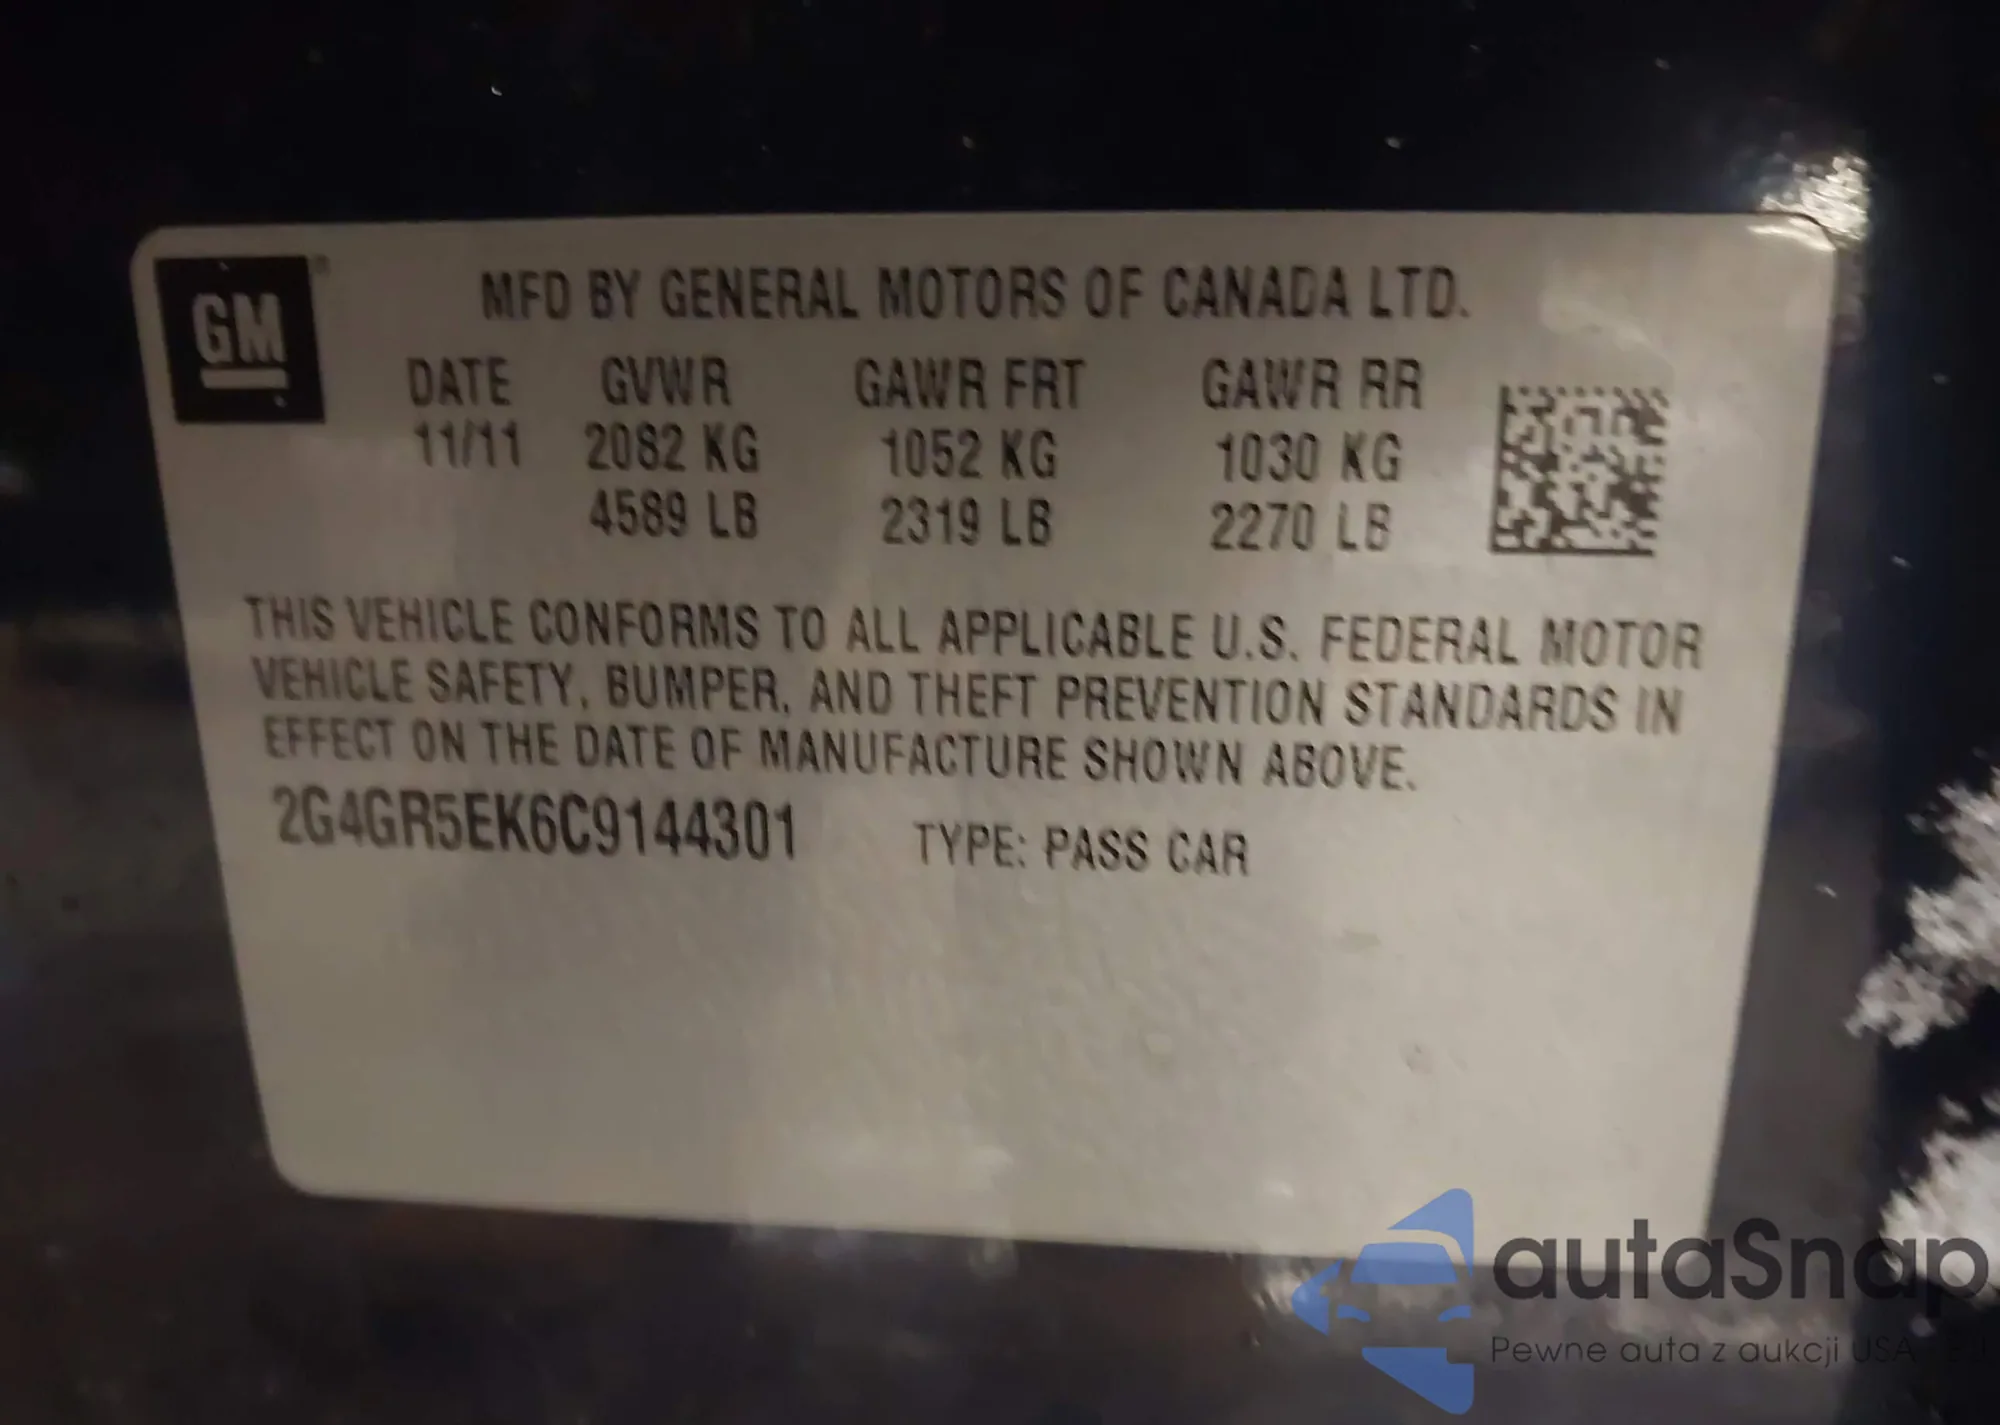 GM
MFD BY GENERAL MOTORS OF CANADA LTD.
DATE GVWR GAWR FRT GAWR RR
11/11 2082 KG 1052 KG 1030 KG
4589 LB 2319 LB 2270 LB
THIS VEHICLE CONFORMS TO ALL APPLICABLE U.S. FEDERAL MOTOR
VEHICLE SAFETY, BUMPER, AND THEFT PREVENTION STANDARDS IN
EFFECT ON THE DATE OF MANUFACTURE SHOWN ABOVE.
2G4GR5EK6C9144301 TYPE: PASS CAR
autaSnap
Pewne auta z aukcji USA